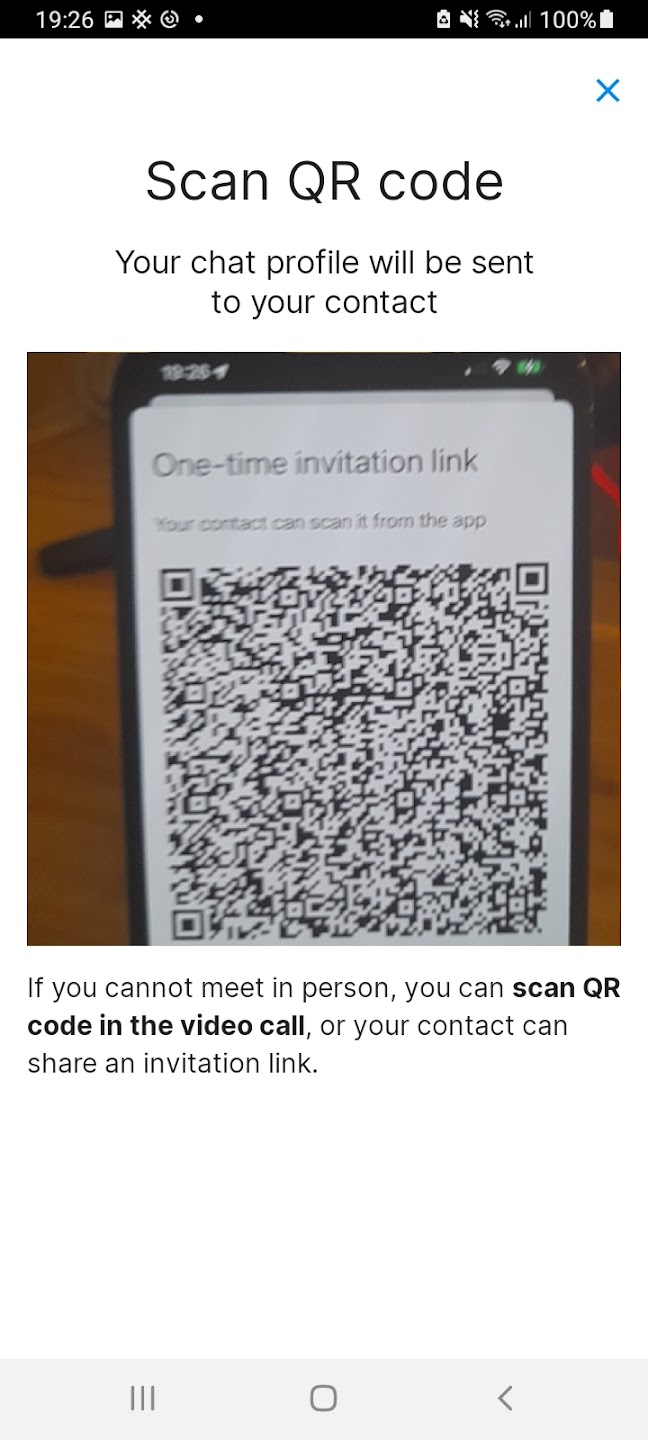 19:26
100%
Scan QR code
Your chat profile will be sent
to your contact
19:26
One-time invitation link
Your contact can scan it from the app
If you cannot meet in person, you can scan QR
code in the video call, or your contact can
share an invitation link.